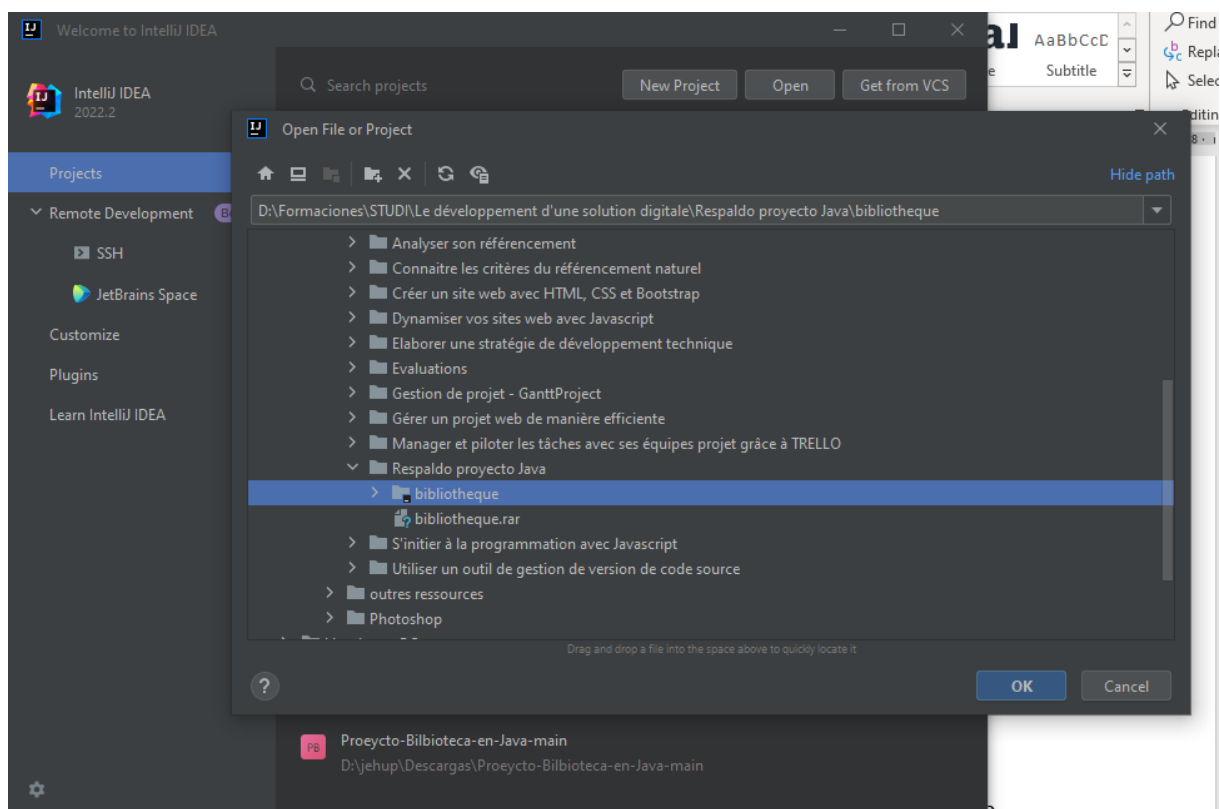 Welcome to IntelliJ IDEA
AaBbCcD
Find
Subtitle
IntelliJ IDEA
2022.2
Search projects
New Project
Open
Get from VCS
Open File or Project
Projects
Hide path
Remote Development
D:\Formaciones\STUDI\Le développement d'une solution digitale\Respaldo proyecto Java\bibliotheque
SSH
JetBrains Space
Customize
Plugins
Learn IntelliJ IDEA
Analyser son référencement
Connaitre les critères du référencement naturel
Créer un site web avec HTML, CSS et Bootstrap
Dynamiser vos sites web avec Javascript
Elaborer une stratégie de développement technique
Evaluations
Gestion de projet - GanttProject
Gérer un projet web de manière efficiente
Manager et piloter les tâches avec ses équipes projet grâce à TRELLO
Respaldo proyecto Java
bibliotheque
bibliotheque.rar
S'initier à la programmation avec Javascript
Utiliser un outil de gestion de version de code source
outres ressources
Photoshop
Drag and drop a file into the space above to quickly locate it
?
OK
Cancel
PB
Proeycto-Bilbioteca-en-Java-main
D:\jehup\Descargas\Proeycto-Bilbioteca-en-Java-main